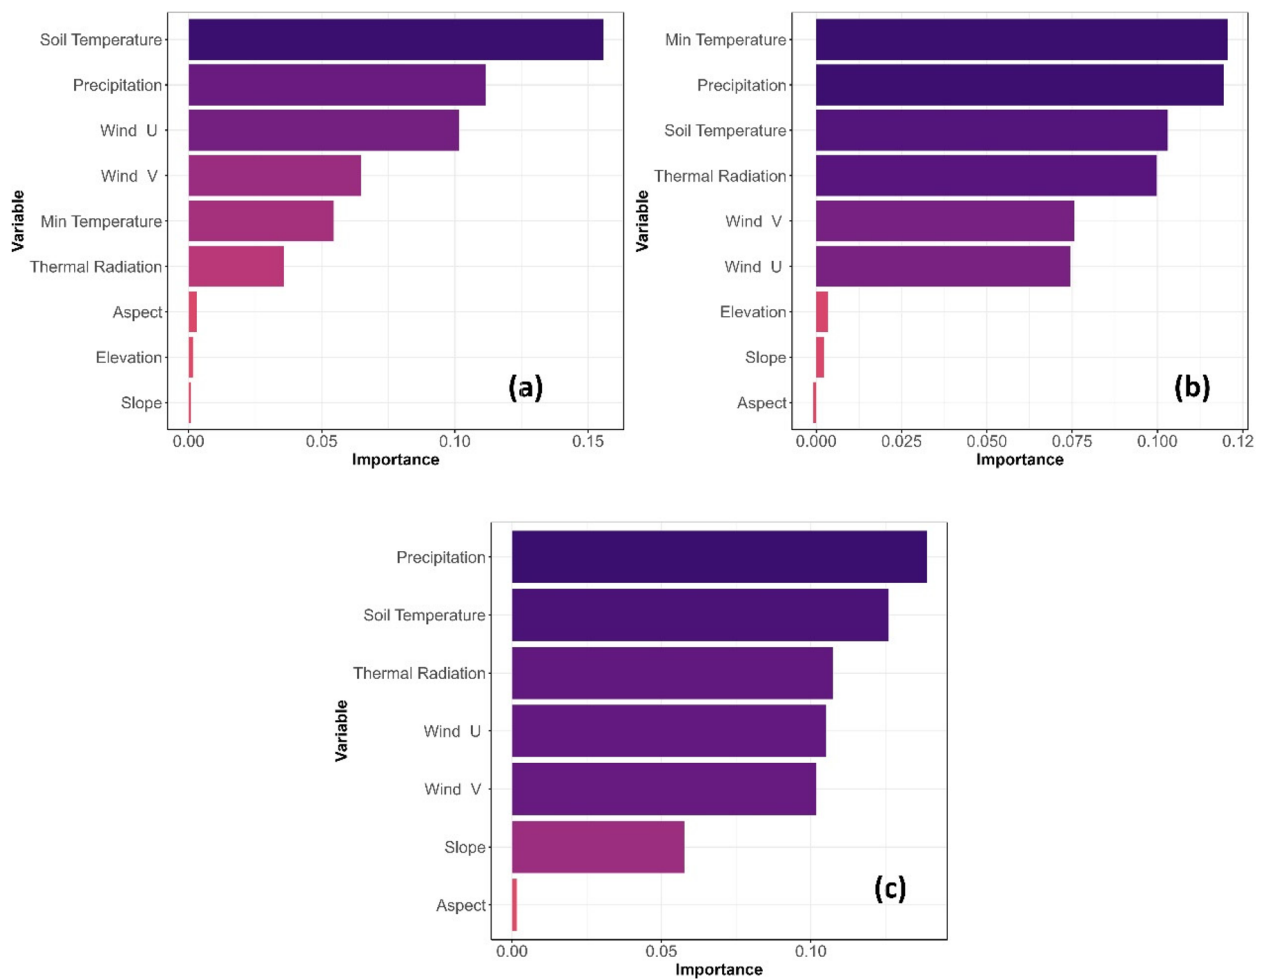 Soil Temperature
Precipitation
Wind U
Wind V
Min Temperature
Thermal Radiation
Aspect
Elevation
Slope
Variable
0.00 0.05 0.10 0.15
Importance
(a)
Min Temperature
Precipitation
Soil Temperature
Thermal Radiation
Wind V
Wind U
Elevation
Slope
Aspect
Variable
0.000 0.025 0.050 0.075 0.100 0.12
Importance
(b)
Precipitation
Soil Temperature
Thermal Radiation
Wind U
Wind V
Slope
Aspect
Variable
0.00 0.05 0.10
Importance
(c)